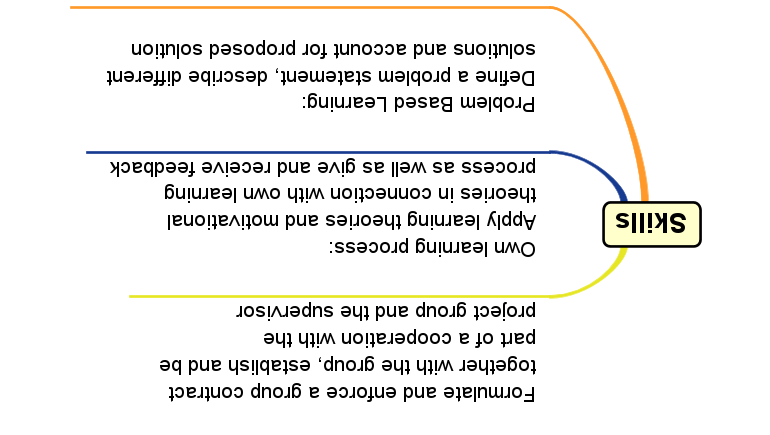 Skills
Formulate and enforce a group contract
together with the group, establish and be
part of a cooperation with the
project group and the supervisor
Own learning process:
Apply learning theories and motivational
theories in connection with own learning
process as well as give and receive feedback
Problem Based Learning:
Define a problem statement, describe different
solutions and account for proposed solution